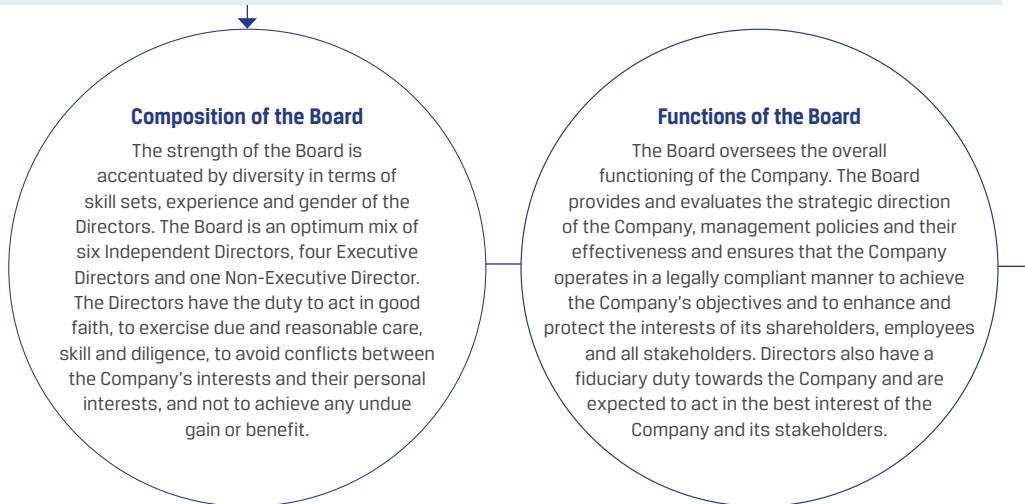 Composition of the Board
The strength of the Board is
accentuated by diversity in terms of
skill sets, experience and gender of the
Directors. The Board is an optimum mix of
six Independent Directors, four Executive
Directors and one Non-Executive Director.
The Directors have the duty to act in good
faith, to exercise due and reasonable care,
skill and diligence, to avoid conflicts between
the Company's interests and their personal
interests, and not to achieve any undue
gain or benefit.
Functions of the Board
The Board oversees the overall
functioning of the Company. The Board
provides and evaluates the strategic direction
of the Company, management policies and their
effectiveness and ensures that the Company
operates in a legally compliant manner to achieve
the Company's objectives and to enhance and
protect the interests of its shareholders, employees
and all stakeholders. Directors also have a
fiduciary duty towards the Company and are
expected to act in the best interest of the
Company and its stakeholders.